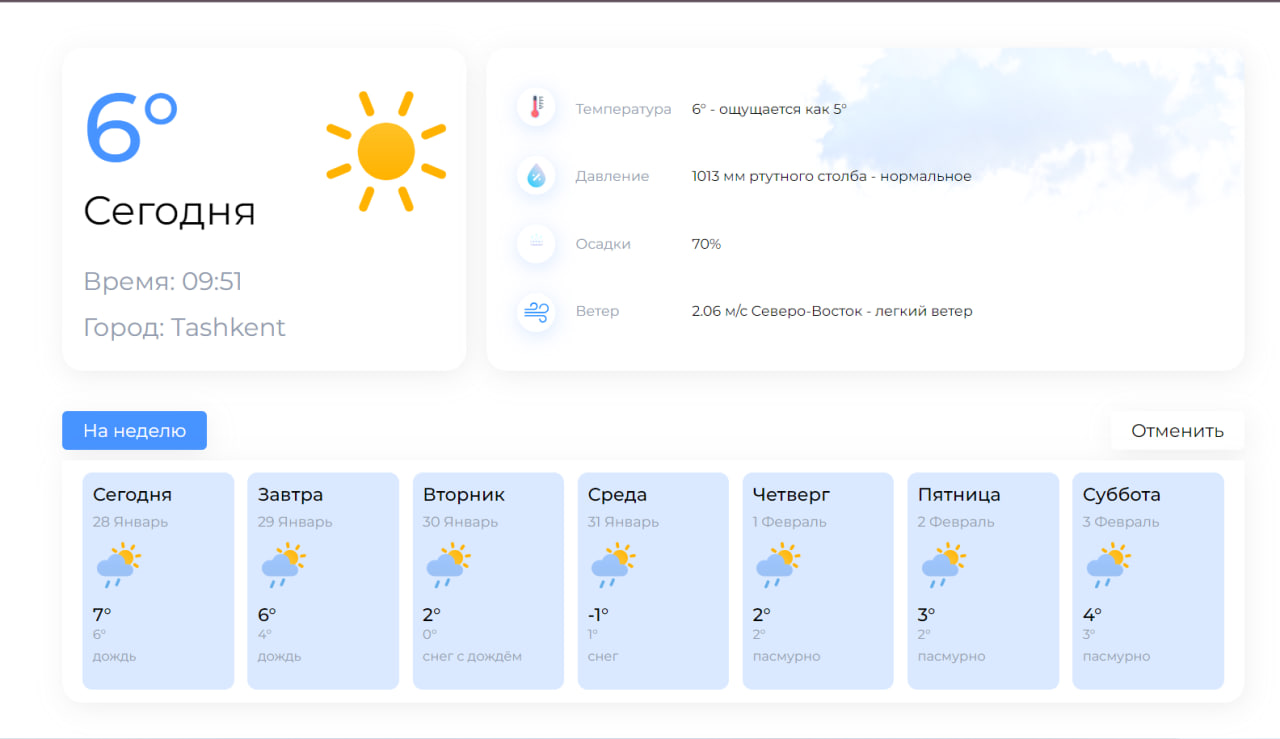 6°
Сегодня
Время: 09:51
Город: Tashkent
Температура 6° - ощущается как 5°
Давление 1013 мм ртутного столба - нормальное
Осадки 70%
Ветер 2.06 м/с Северо-Восток - легкий ветер
На неделю
Отменить
Сегодня
28 Январь
7°
6°
дождь
Завтра
29 Январь
6°
4°
дождь
Вторник
30 Январь
2°
0°
снег с дождём
Среда
31 Январь
-1°
1°
снег
Четверг
1 Февраль
2°
2°
пасмурно
Пятница
2 Февраль
3°
2°
пасмурно
Суббота
3 Февраль
4°
3°
пасмурно